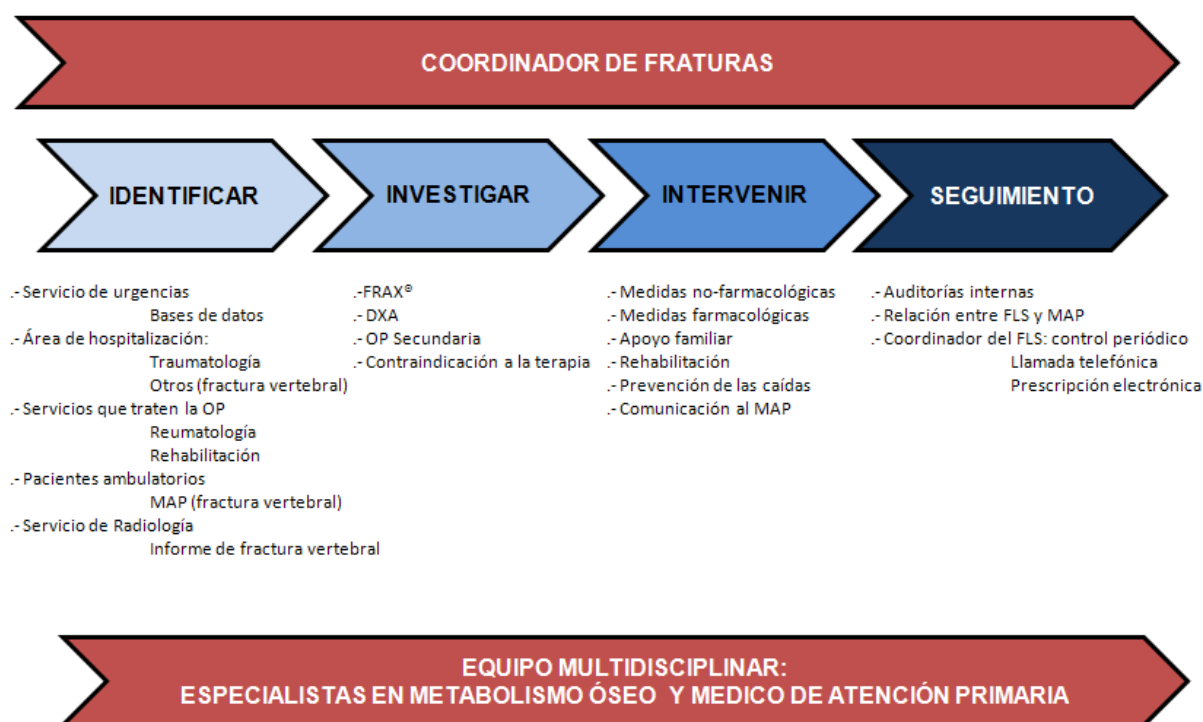 COORDINADOR DE FRATURAS
IDENTIFICAR
INVESTIGAR
INTERVENIR
SEGUIMIENTO
.- Servicio de urgencias
Bases de datos
.- Área de hospitalización:
Traumatología
Otros (fractura vertebral)
.- Servicios que traten la OP
Reumatología
Rehabilitación
.- Pacientes ambulatorios
MAP (fractura vertebral)
.- Servicio de Radiología
Informe de fractura vertebral
.-FRAX®
.- DXA
.- OP Secundaria
.- Contraindicación a la terapia
.- Medidas no-farmacológicas
.- Medidas farmacológicas
.- Apoyo familiar
.- Rehabilitación
.- Prevención de las caídas
.- Comunicación al MAP
.- Auditorías internas
.- Relación entre FLS y MAP
.- Coordinador del FLS: control periódico
Llamada telefónica
Prescripción electrónica
EQUIPO MULTIDISCIPLINAR:
ESPECIALISTAS EN METABOLISMO ÓSEO Y MEDICO DE ATENCIÓN PRIMARIA